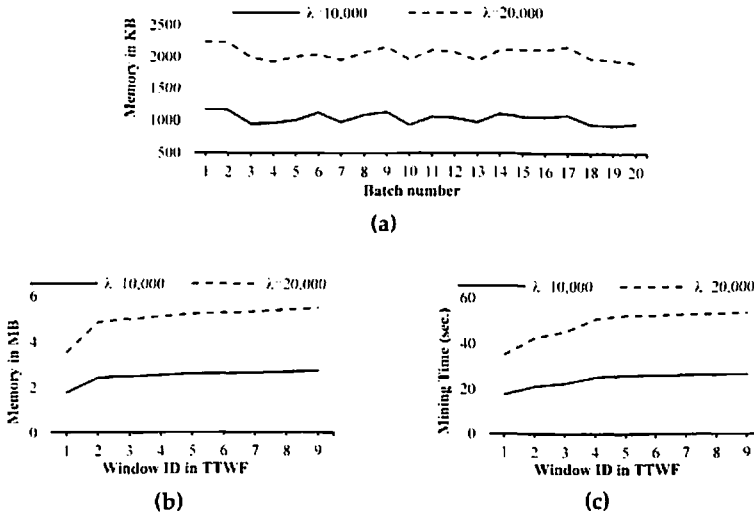 λ=10,000 λ=20,000
Memory in KB
2500
2000
1500
1000
500
1 2 3 4 5 6 7 8 9 10 11 12 13 14 15 16 17 18 19 20
Batch number
(a)
λ 10,000 λ=20,000
Memory in MB
6
4
2
0
1 2 3 4 5 6 7 8 9
Window ID in TTWF
(b)
λ 10,000 λ 20,000
Mining Time (sec.)
60
40
20
0
1 2 3 4 5 6 7 8 9
Window ID in TTWF
(c)